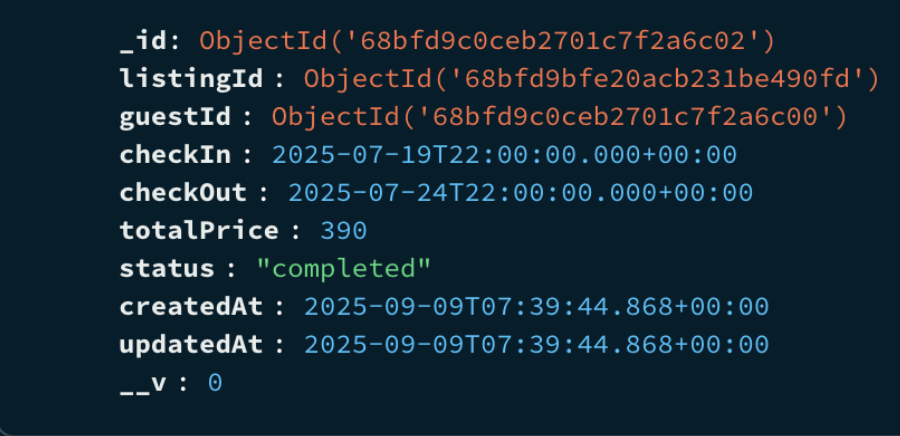 _id: ObjectId('68bfd9c0ceb2701c7f2a6c02')
listingId : ObjectId('68bfd9bfe20acb231be490fd')
guestId : ObjectId('68bfd9c0ceb2701c7f2a6c00')
checkIn : 2025-07-19T22:00:00.000+00:00
checkOut : 2025-07-24T22:00:00.000+00:00
totalPrice : 390
status : "completed"
createdAt : 2025-09-09T07:39:44.868+00:00
updatedAt : 2025-09-09T07:39:44.868+00:00
__v : 0